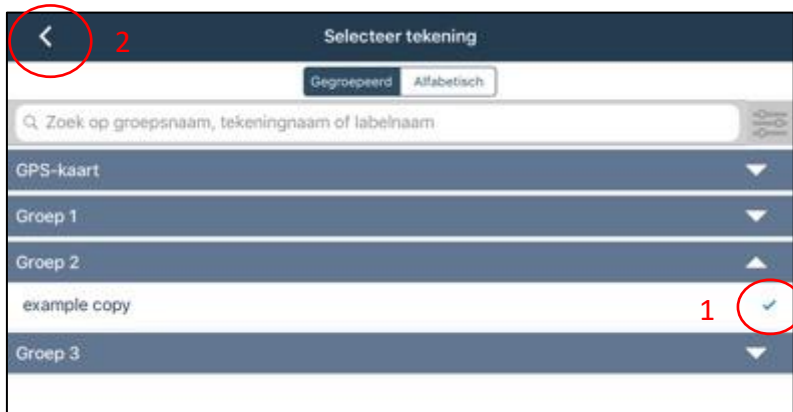 2
Selecteer tekening
Gegroepeerd Alfabetisch
Zoek op groepsnaam, tekeningnaam of labelnaam
GPS-kaart
Groep 1
Groep 2
example copy
1
Groep 3